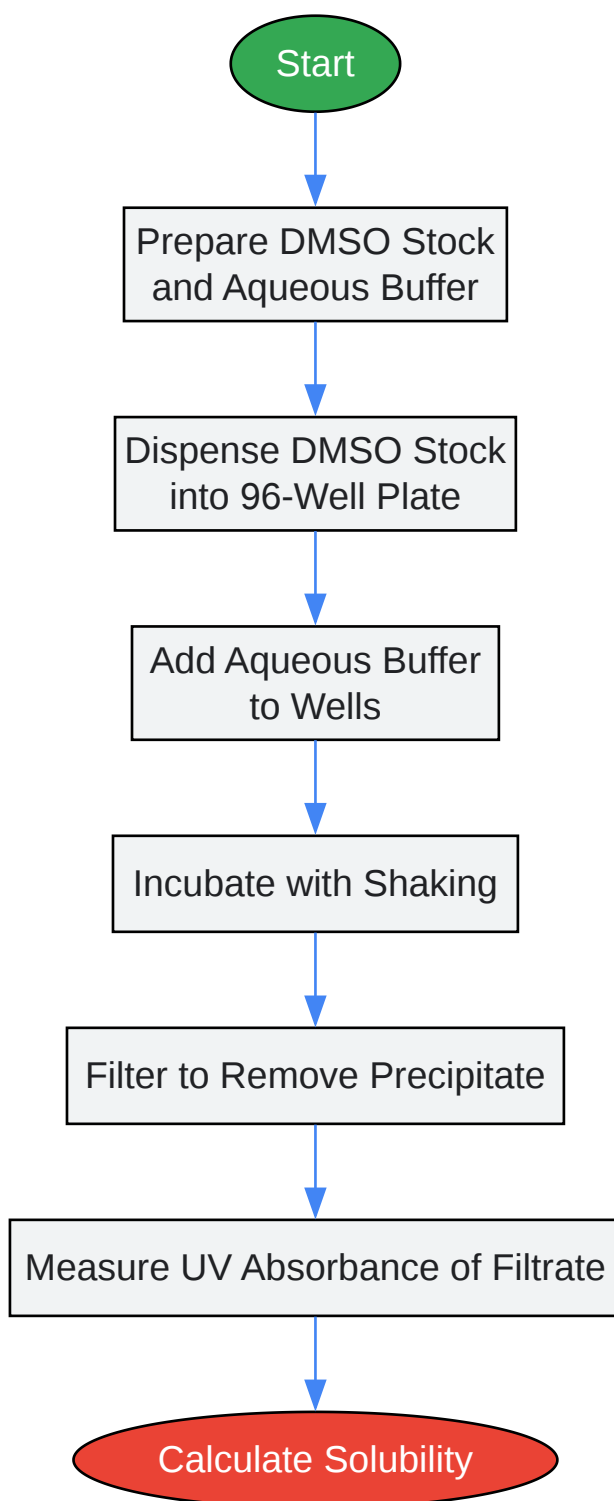 Start
Prepare DMSO Stock
and Aqueous Buffer
Dispense DMSO Stock
into 96-Well Plate
Add Aqueous Buffer
to Wells
Incubate with Shaking
Filter to Remove Precipitate
Measure UV Absorbance of Filtrate
Calculate Solubility